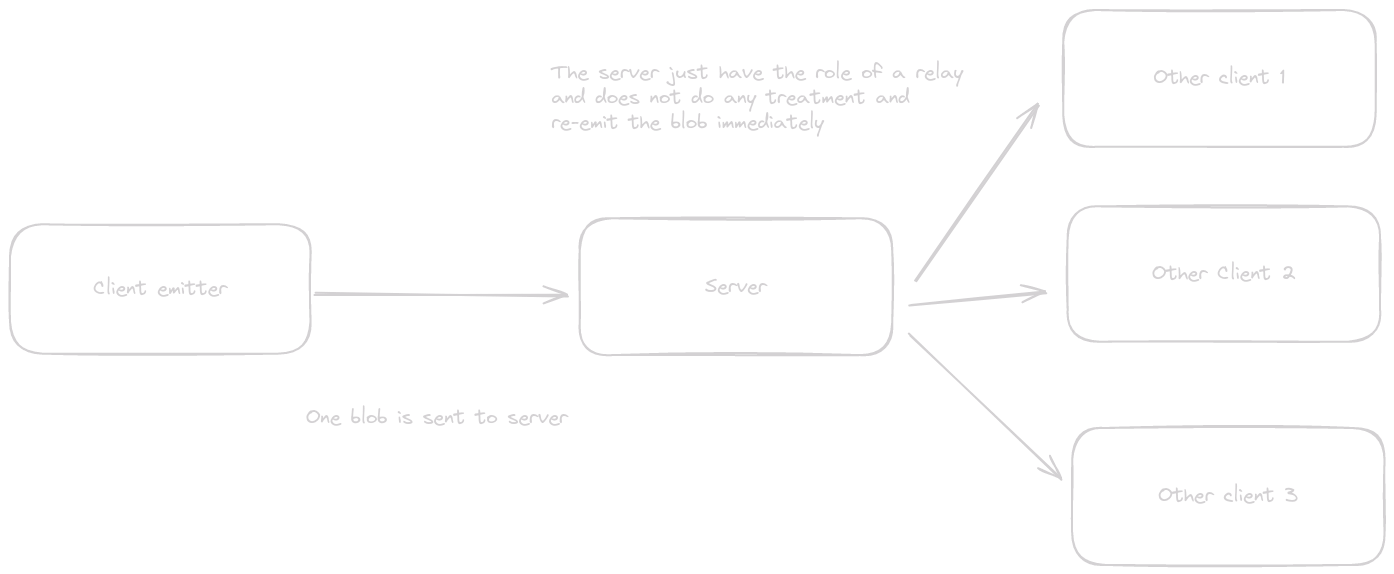 The server just have the role of a relay
and does not do any treatment and
re-emit the blob immediately
Other client 1
Client emitter
Server
Other Client 2
One blob is sent to server
Other client 3